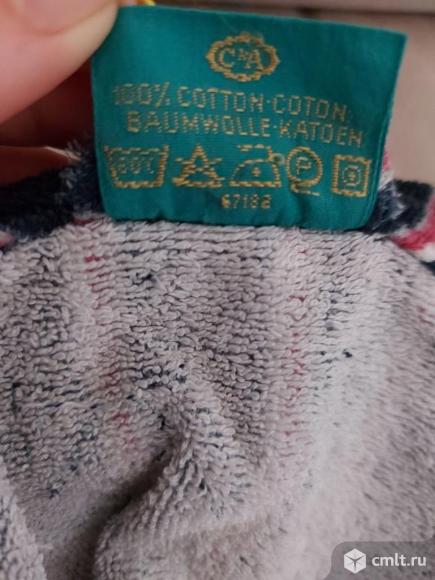 C&A
100% COTTON-COTON
BAUMWOLLE-KATOEN
60°
P
67182
cmlt.ru